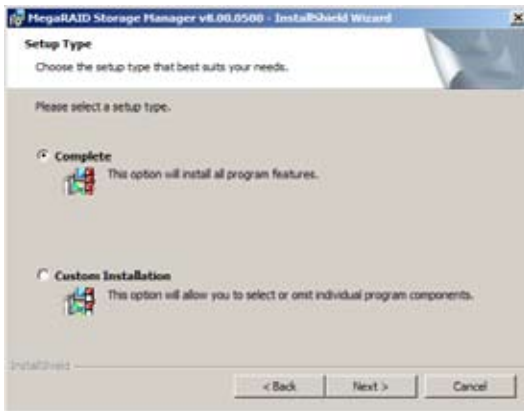 MegaRAID Storage Manager v8.00.0500 - InstallShield Wizard
Setup Type
Choose the setup type that best suits your needs.
Please select a setup type.
Complete
This option will install all program features.
Custom Installation
This option will allow you to select or omit individual program components.
InstallShield
< Back
Next >
Cancel